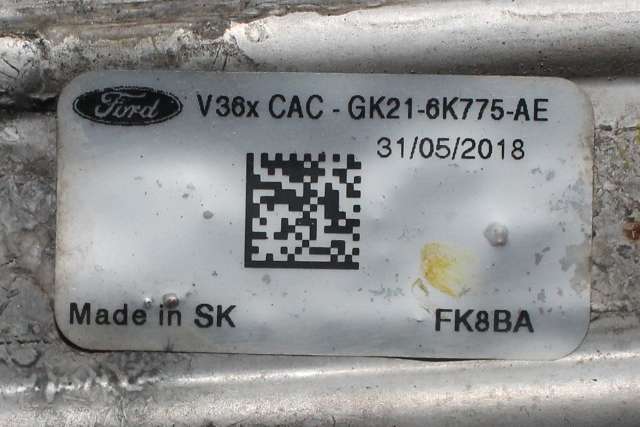 Ford V36x CAC - GK21-6K775-AE
31/05/2018
Made in SK FK8BA